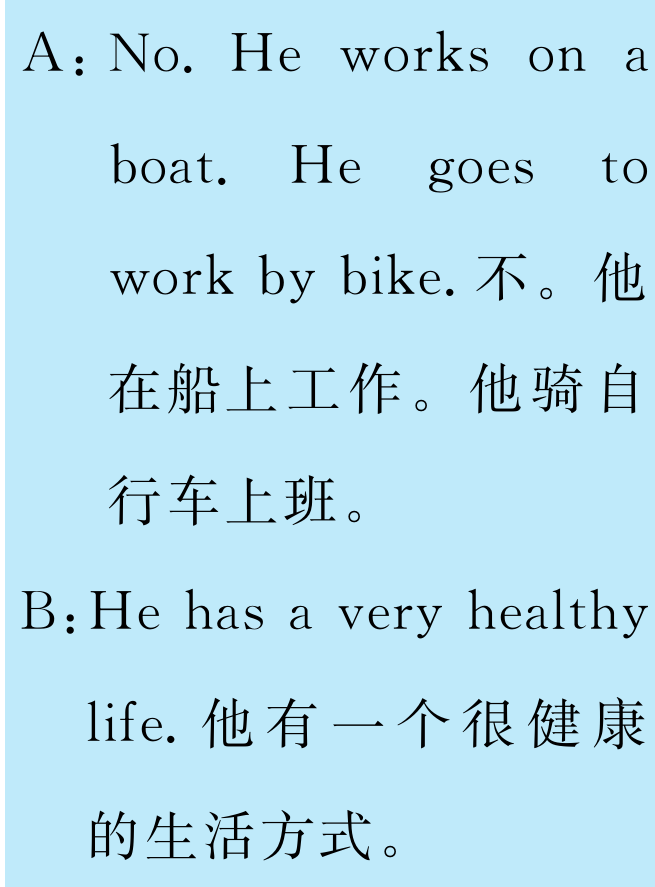 A：No. He works on a
boat. He goes to
work by bike. 不。他
在船上工作。他骑自
行车上班。
B：He has a very healthy
life. 他有一个很健康
的生活方式。